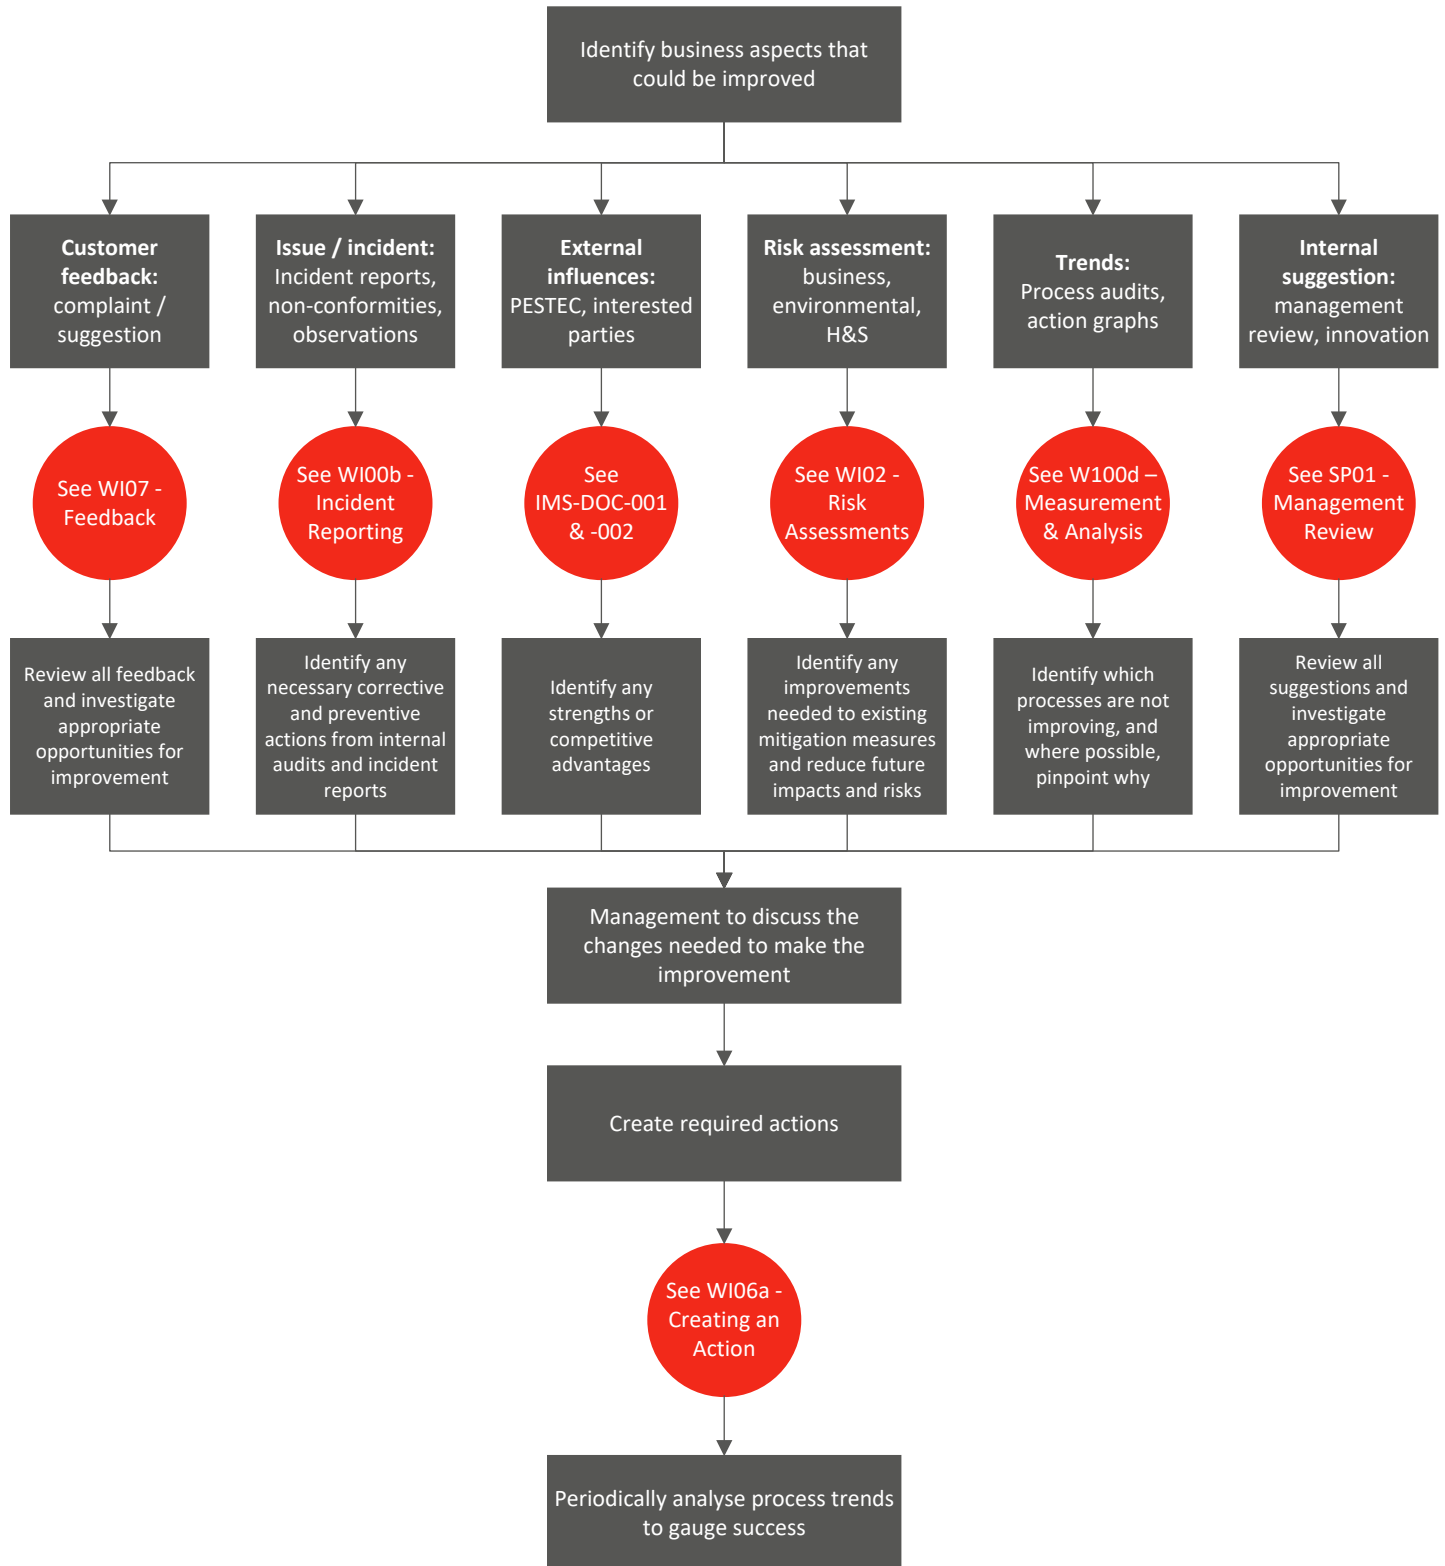 Identify business aspects that
could be improved
Customer
feedback:
complaint /
suggestion
Issue / incident:
Incident reports,
non-conformities,
observations
External
influences:
PESTEC, interested
parties
Risk assessment:
business,
environmental,
H&S
Trends:
Process audits,
action graphs
Internal
suggestion:
management
review, innovation
See WI07 -
Feedback
See WI00b -
Incident
Reporting
See
IMS-DOC-001
& -002
See WI02 -
Risk
Assessments
See W100d –
Measurement
& Analysis
See SP01 -
Management
Review
Review all feedback
and investigate
appropriate
opportunities for
improvement
Identify any
necessary corrective
and preventive
actions from internal
audits and incident
reports
Identify any
strengths or
competitive
advantages
Identify any
improvements
needed to existing
mitigation measures
and reduce future
impacts and risks
Identify which
processes are not
improving, and
where possible,
pinpoint why
Review all
suggestions and
investigate
appropriate
opportunities for
improvement
Management to discuss the
changes needed to make the
improvement
Create required actions
See WI06a -
Creating an
Action
Periodically analyse process trends
to gauge success